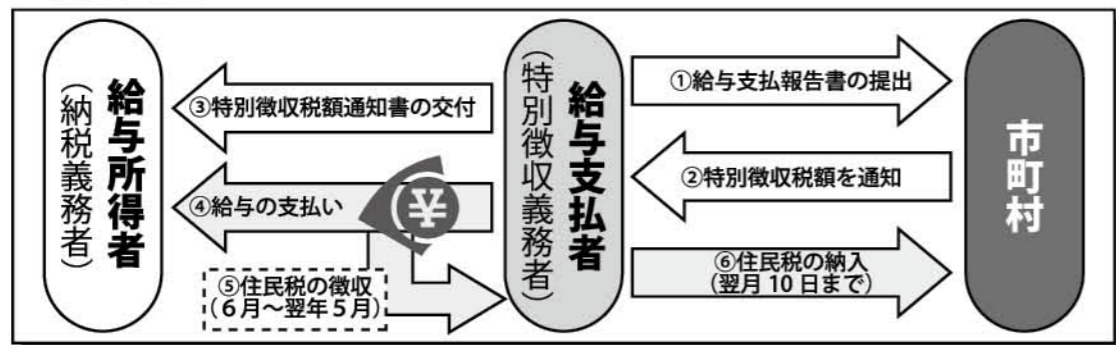 給与所得者
（納税義務者）
③特別徴収税額通知書の交付
④給与の支払い
¥
⑤住民税の徴収
（6月～翌年5月）
給与支払者
（特別徴収義務者）
①給与支払報告書の提出
②特別徴収税額を通知
⑥住民税の納入
（翌月10日まで）
市町村